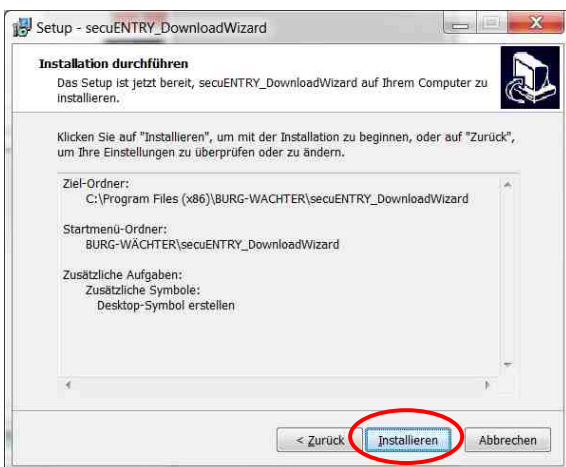 Setup - secuENTRY_DownloadWizard
Installation durchführen
Das Setup ist jetzt bereit, secuENTRY_DownloadWizard auf Ihrem Computer zu
installieren.
Klicken Sie auf "Installieren", um mit der Installation zu beginnen, oder auf "Zurück",
um Ihre Einstellungen zu überprüfen oder zu ändern.
Ziel-Ordner:
C:\Program Files (x86)\BURG-WACHTER\secuENTRY_DownloadWizard
Startmenü-Ordner:
BURG-WÄCHTER\secuENTRY_DownloadWizard
Zusätzliche Aufgaben:
Zusätzliche Symbole:
Desktop-Symbol erstellen
< Zurück Installieren Abbrechen